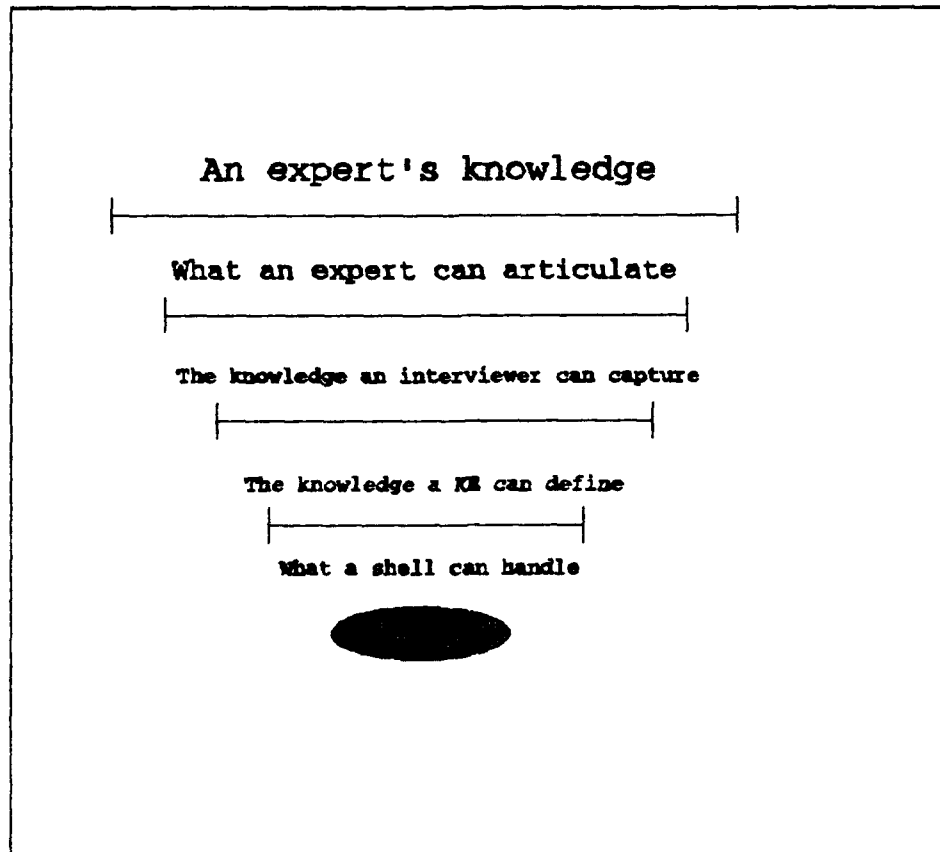 An expert's knowledge
What an expert can articulate
The knowledge an interviewer can capture
The knowledge a KE can define
What a shell can handle